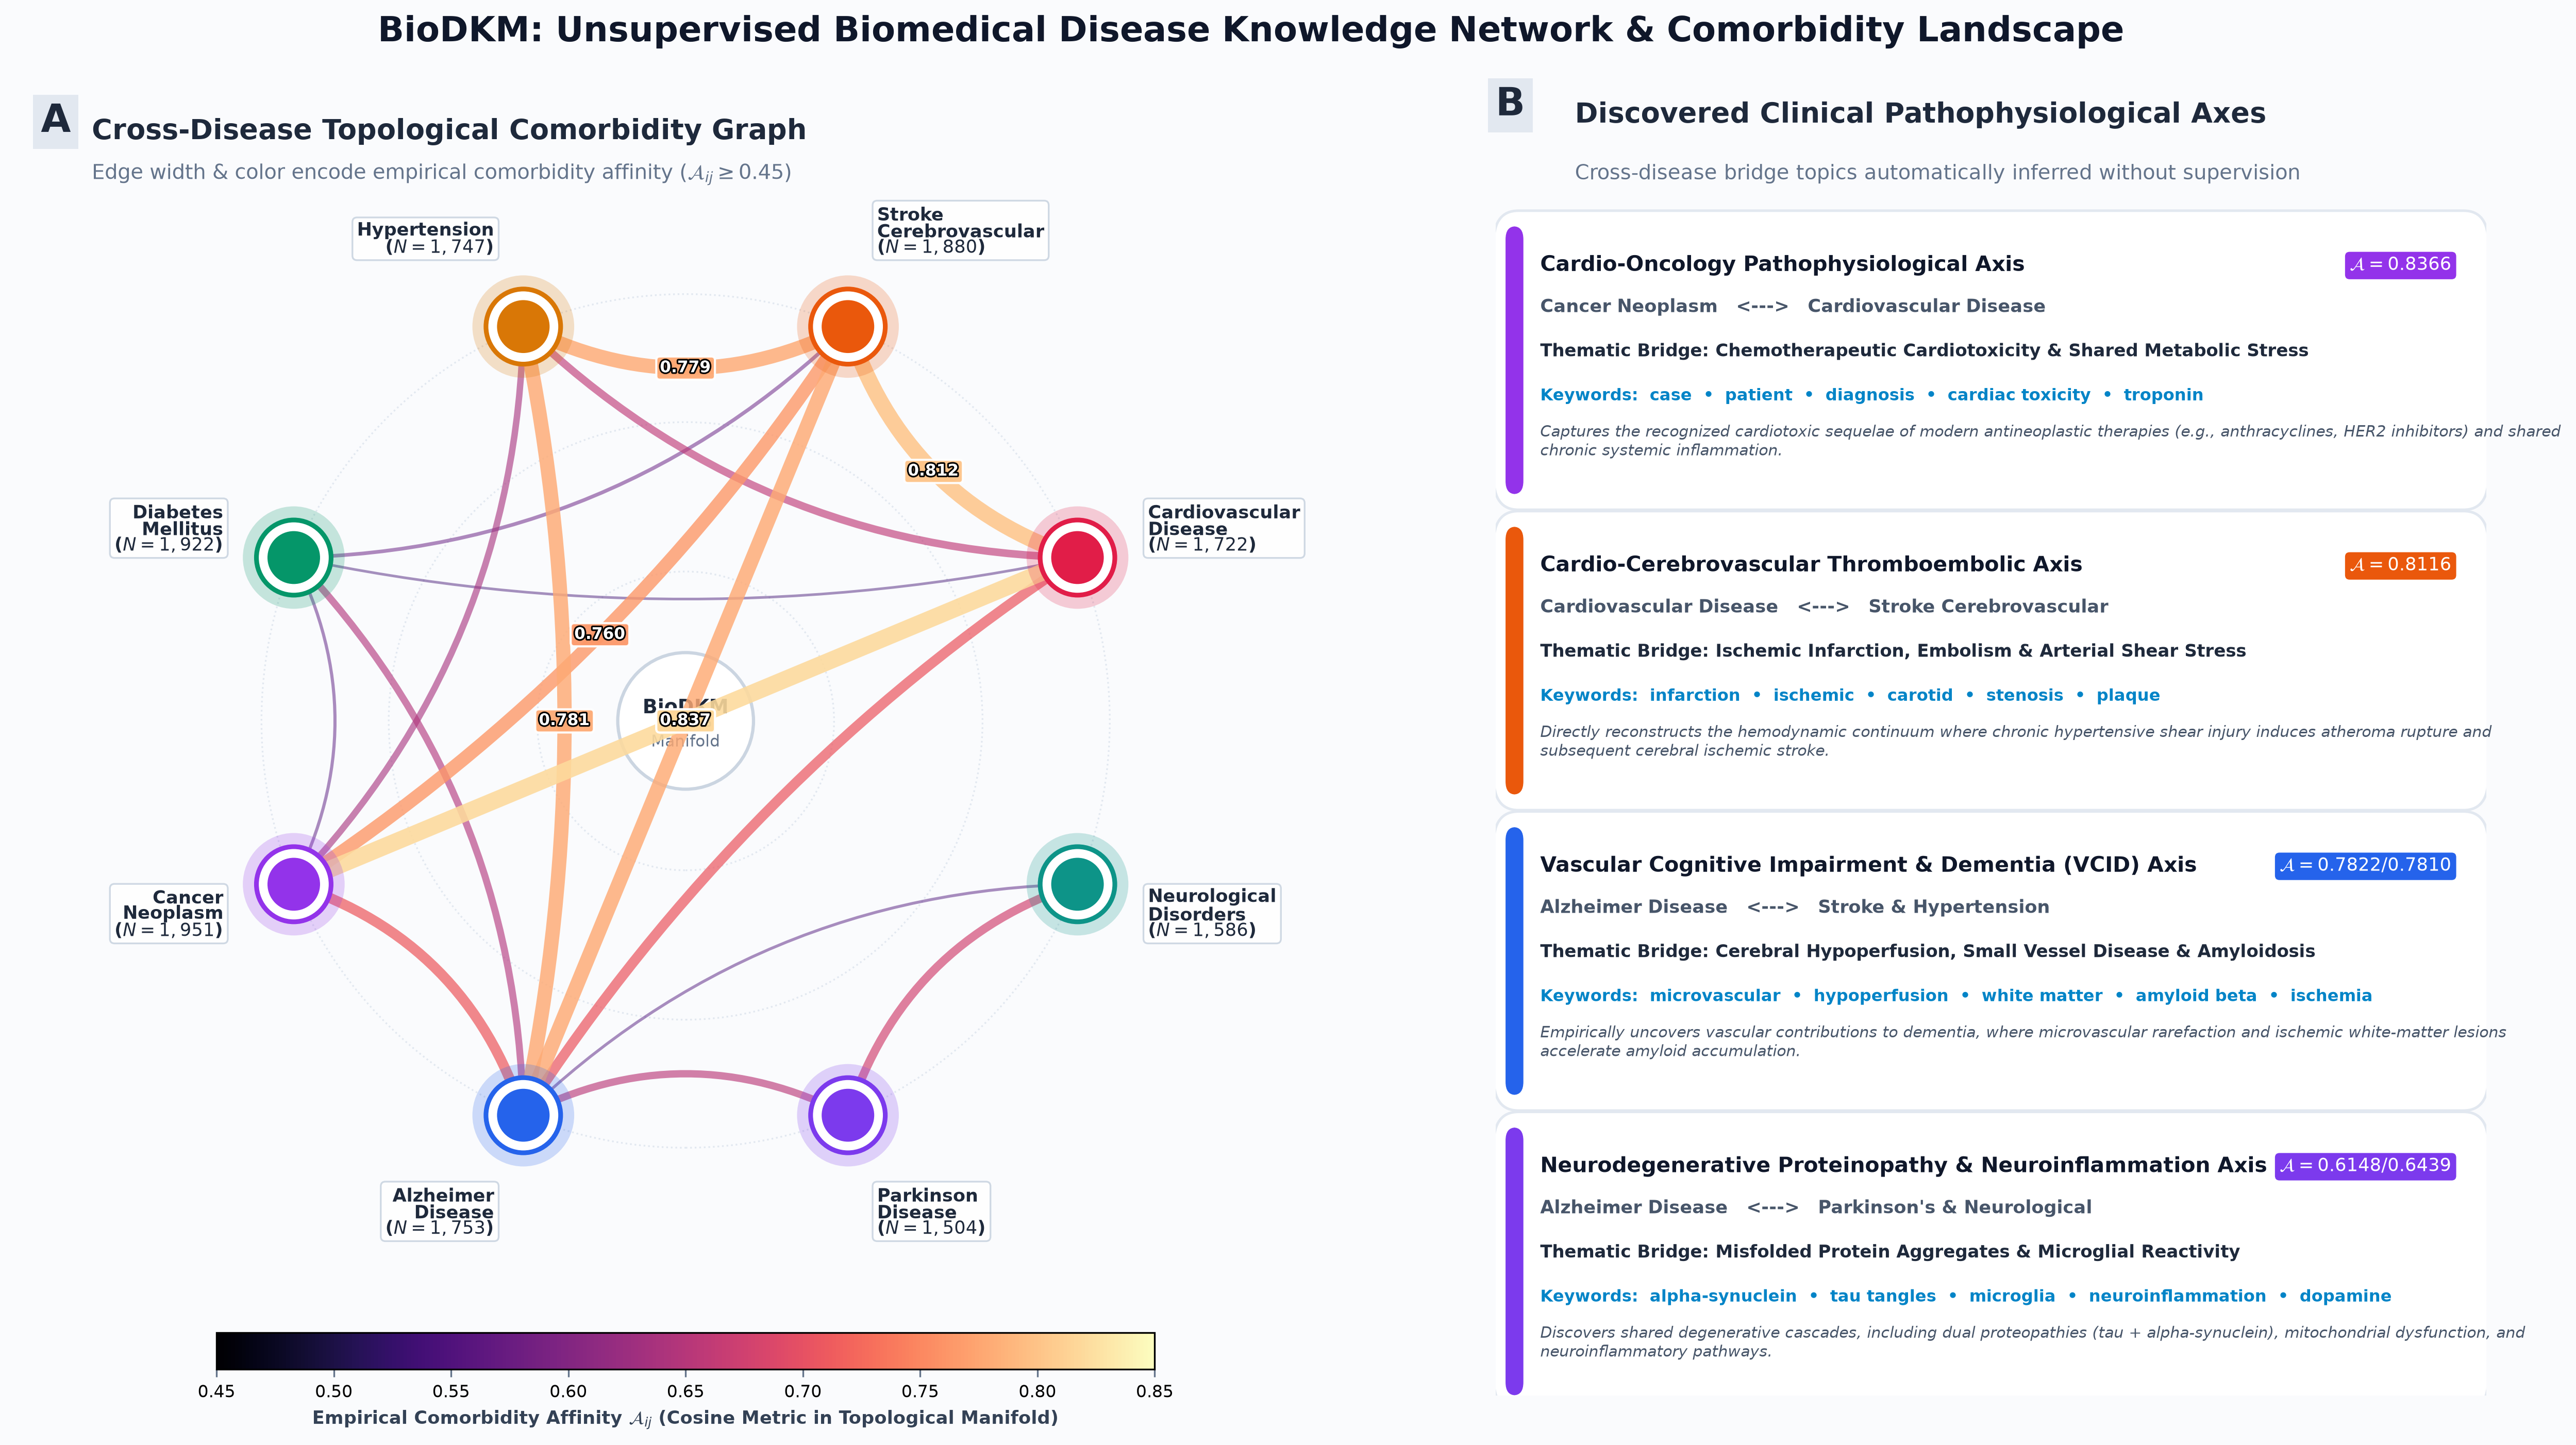 BioDKM: Unsupervised Biomedical Disease Knowledge Network & Comorbidity Landscape
A
Cross-Disease Topological Comorbidity Graph
Edge width & color encode empirical comorbidity affinity (𝒜ij ≥ 0.45)
Hypertension
(N = 1, 747)
Stroke
Cerebrovascular
(N = 1, 880)
Diabetes
Mellitus
(N = 1, 922)
Cardiovascular
Disease
(N = 1, 722)
Cancer
Neoplasm
(N = 1, 951)
Neurological
Disorders
(N = 1, 586)
Alzheimer
Disease
(N = 1, 753)
Parkinson
Disease
(N = 1, 504)
0.779
0.812
0.760
0.781
0.837
BioDKM
Manifold
0.45 0.50 0.55 0.60 0.65 0.70 0.75 0.80 0.85
Empirical Comorbidity Affinity 𝒜ij (Cosine Metric in Topological Manifold)
B
Discovered Clinical Pathophysiological Axes
Cross-disease bridge topics automatically inferred without supervision
Cardio-Oncology Pathophysiological Axis
𝒜 = 0.8366
Cancer Neoplasm <---> Cardiovascular Disease
Thematic Bridge: Chemotherapeutic Cardiotoxicity & Shared Metabolic Stress
Keywords: case • patient • diagnosis • cardiac toxicity • troponin
Captures the recognized cardiotoxic sequelae of modern antineoplastic therapies (e.g., anthracyclines, HER2 inhibitors) and shared
chronic systemic inflammation.
Cardio-Cerebrovascular Thromboembolic Axis
𝒜 = 0.8116
Cardiovascular Disease <---> Stroke Cerebrovascular
Thematic Bridge: Ischemic Infarction, Embolism & Arterial Shear Stress
Keywords: infarction • ischemic • carotid • stenosis • plaque
Directly reconstructs the hemodynamic continuum where chronic hypertensive shear injury induces atheroma rupture and
subsequent cerebral ischemic stroke.
Vascular Cognitive Impairment & Dementia (VCID) Axis
𝒜 = 0.7822/0.7810
Alzheimer Disease <---> Stroke & Hypertension
Thematic Bridge: Cerebral Hypoperfusion, Small Vessel Disease & Amyloidosis
Keywords: microvascular • hypoperfusion • white matter • amyloid beta • ischemia
Empirically uncovers vascular contributions to dementia, where microvascular rarefaction and ischemic white-matter lesions
accelerate amyloid accumulation.
Neurodegenerative Proteinopathy & Neuroinflammation Axis
𝒜 = 0.6148/0.6439
Alzheimer Disease <---> Parkinson's & Neurological
Thematic Bridge: Misfolded Protein Aggregates & Microglial Reactivity
Keywords: alpha-synuclein • tau tangles • microglia • neuroinflammation • dopamine
Discovers shared degenerative cascades, including dual proteopathies (tau + alpha-synuclein), mitochondrial dysfunction, and
neuroinflammatory pathways.